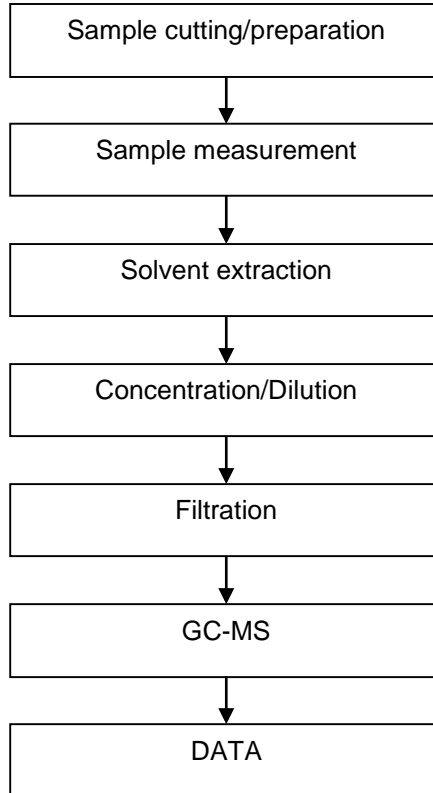 Sample cutting/preparation
Sample measurement
Solvent extraction
Concentration/Dilution
Filtration
GC-MS
DATA